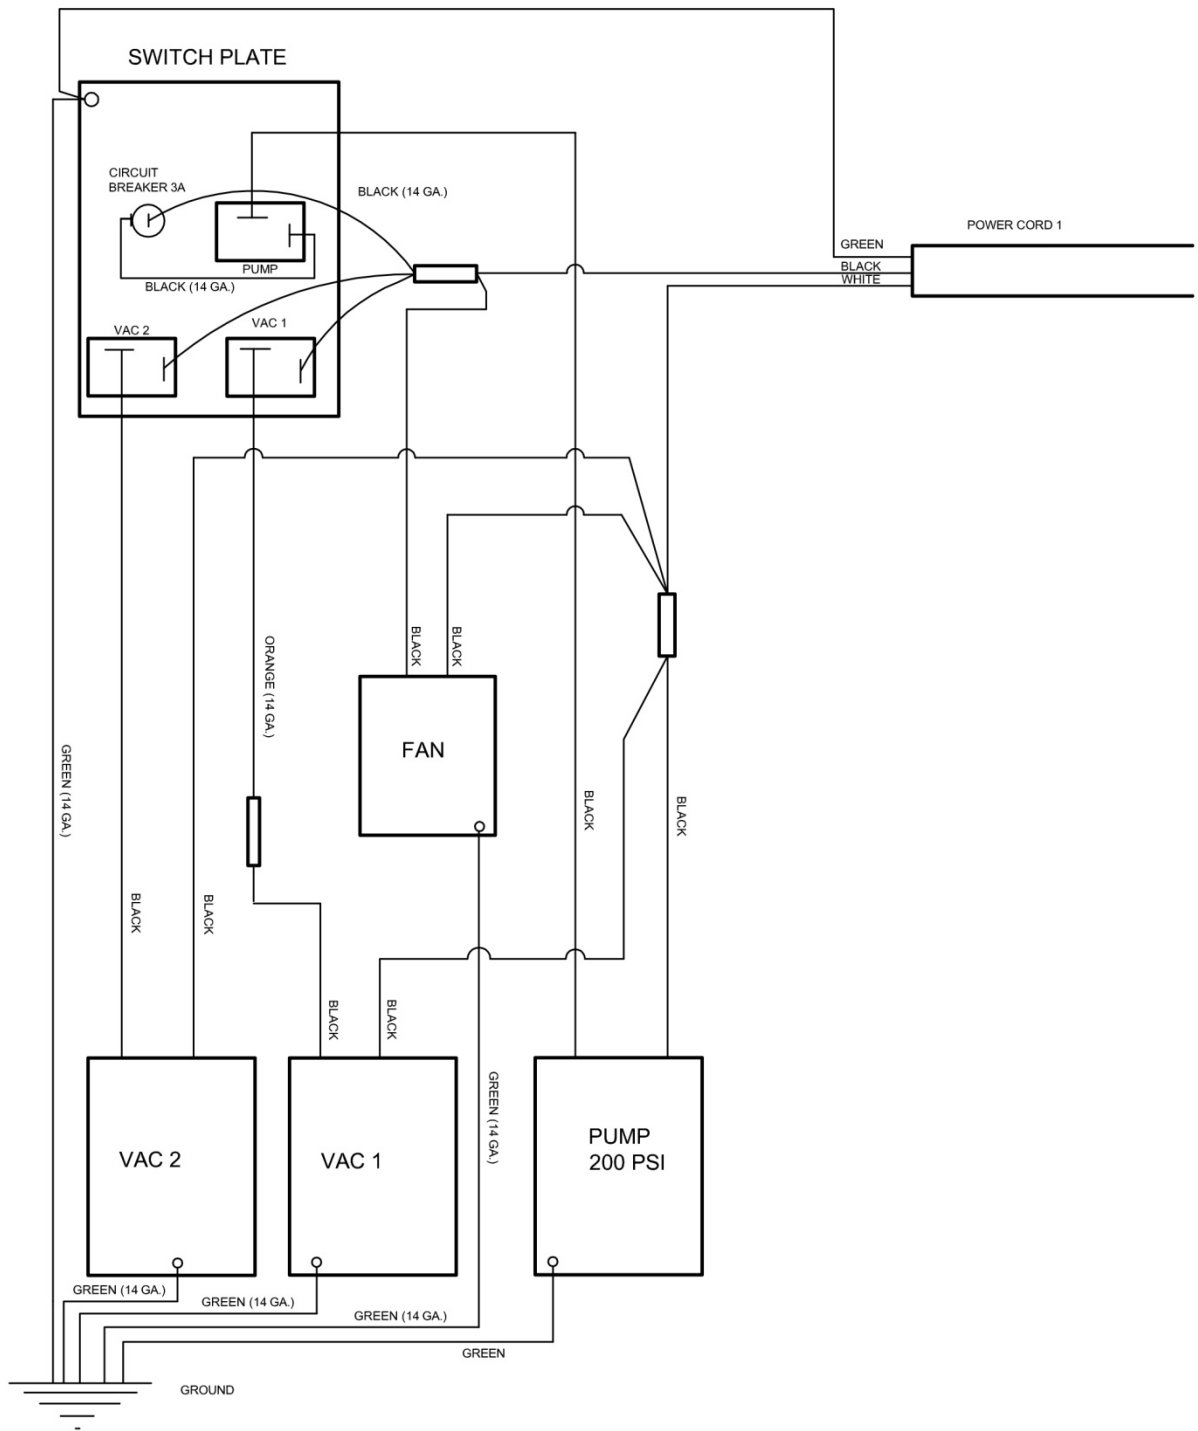 SWITCH PLATE
CIRCUIT
BREAKER 3A
BLACK (14 GA.)
POWER CORD 1
GREEN
BLACK
WHITE
PUMP
BLACK (14 GA.)
VAC 2
VAC 1
BLACK
BLACK
ORANGE (14 GA.)
FAN
GREEN (14 GA.)
BLACK
BLACK
BLACK
BLACK
BLACK
BLACK
GREEN (14 GA.)
VAC 2
VAC 1
PUMP
200 PSI
GREEN (14 GA.)
GREEN (14 GA.)
GREEN (14 GA.)
GREEN
GROUND